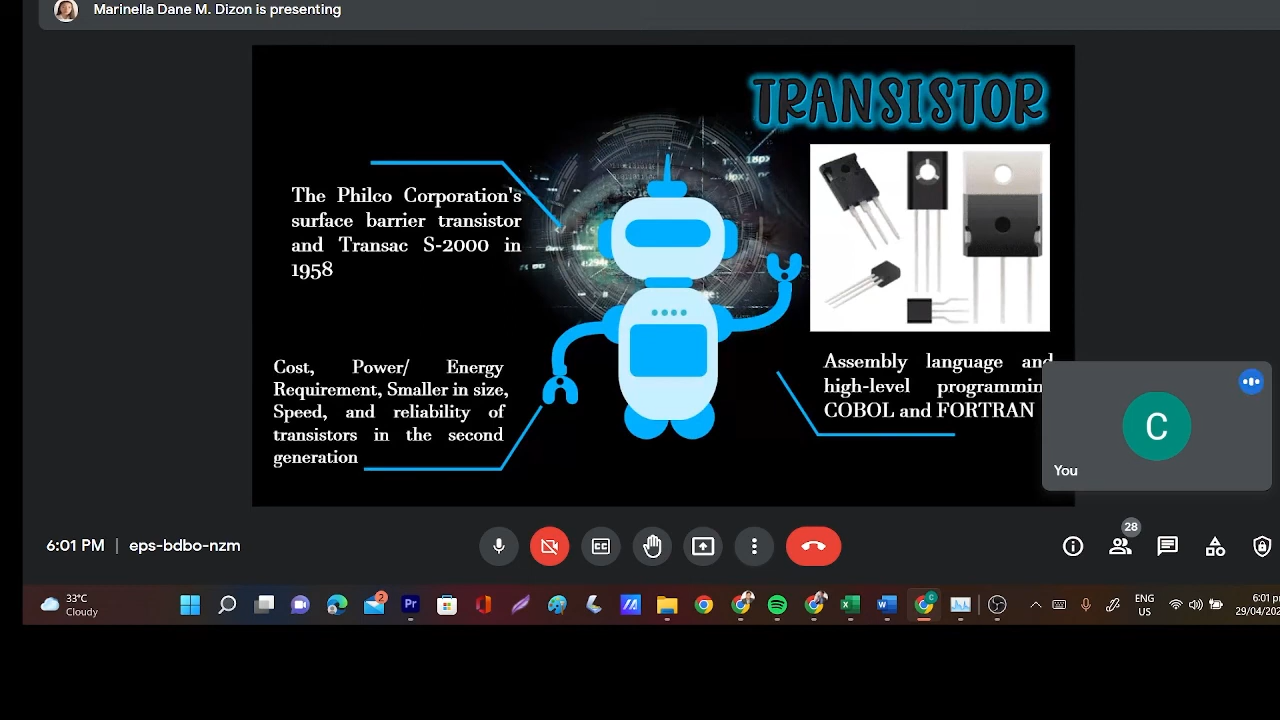 Marinella Dane M. Dizon is presenting
TRANSISTOR
The Philco Corporation's
surface barrier transistor
and Transac S-2000 in
1958
Cost, Power/ Energy
Requirement, Smaller in size,
Speed, and reliability of
transistors in the second
generation
Assembly language and
high-level programmin
COBOL and FORTRAN
C
You
6:01 PM | eps-bdbo-nzm
28
33°C
Cloudy
2
Pr
ENG
US
6:01 p
29/04/202